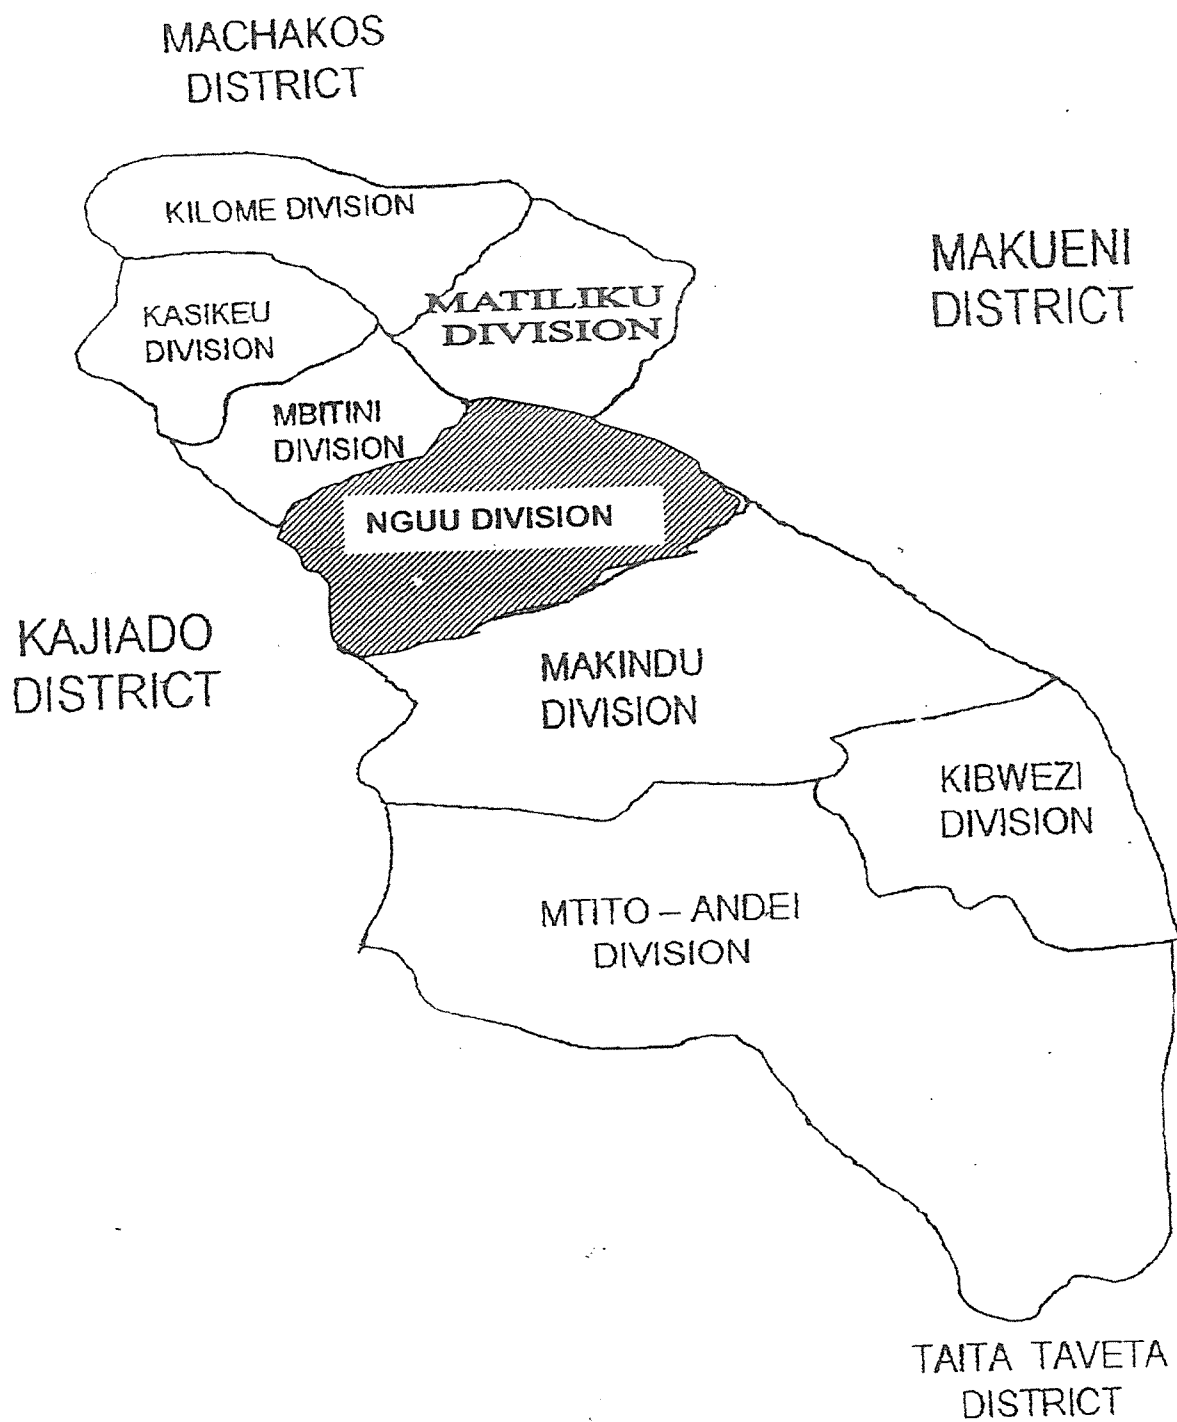 MACHAKOS
DISTRICT
KILOME DIVISION
MAKUENI
DISTRICT
MATILIKU
DIVISION
KASIKEU
DIVISION
MBITINI
DIVISION
NGUU DIVISION
KAJIADO
DISTRICT
MAKINDU
DIVISION
KIBWEZI
DIVISION
MTITO – ANDEI
DIVISION
TAITA TAVETA
DISTRICT